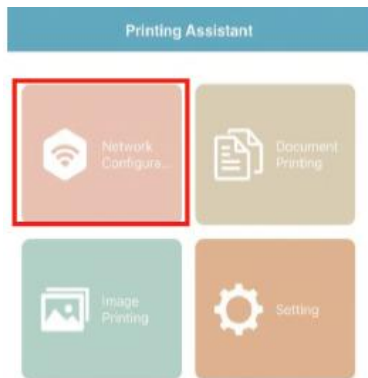 Printing Assistant
Network
Configura...
Document
Printing
Image
Printing
Setting